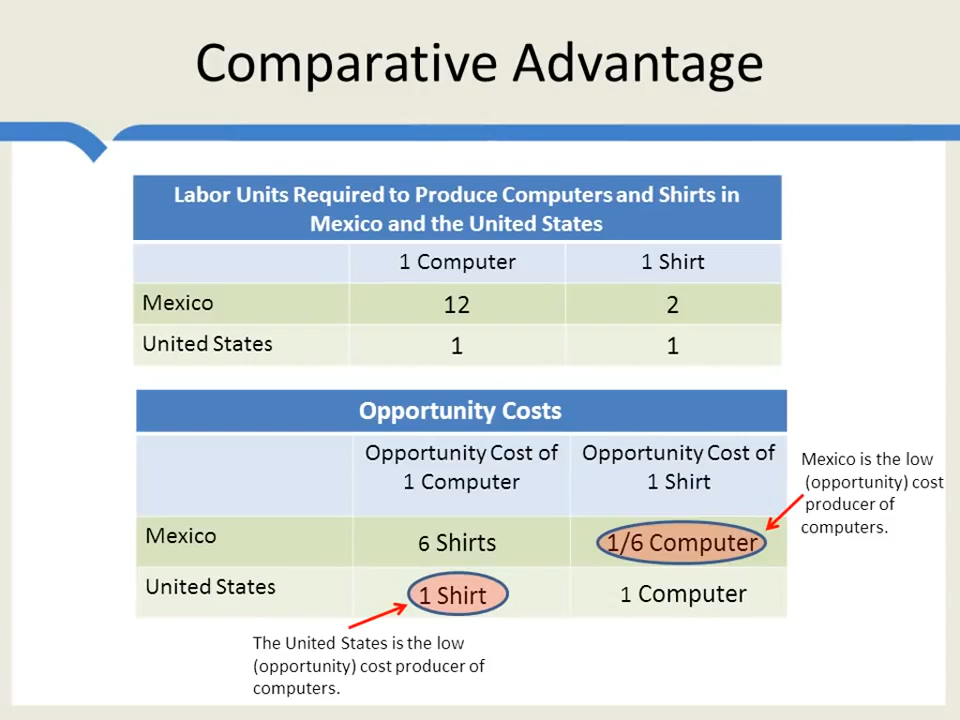 Comparative Advantage
Labor Units Required to Produce Computers and Shirts in
Mexico and the United States
1 Computer 1 Shirt
Mexico 12 2
United States 1 1
Opportunity Costs
Opportunity Cost of
1 Computer
Opportunity Cost of
1 Shirt
Mexico 6 Shirts 1/6 Computer
United States 1 Shirt 1 Computer
Mexico is the low
(opportunity) cost
producer of
computers.
The United States is the low
(opportunity) cost producer of
computers.